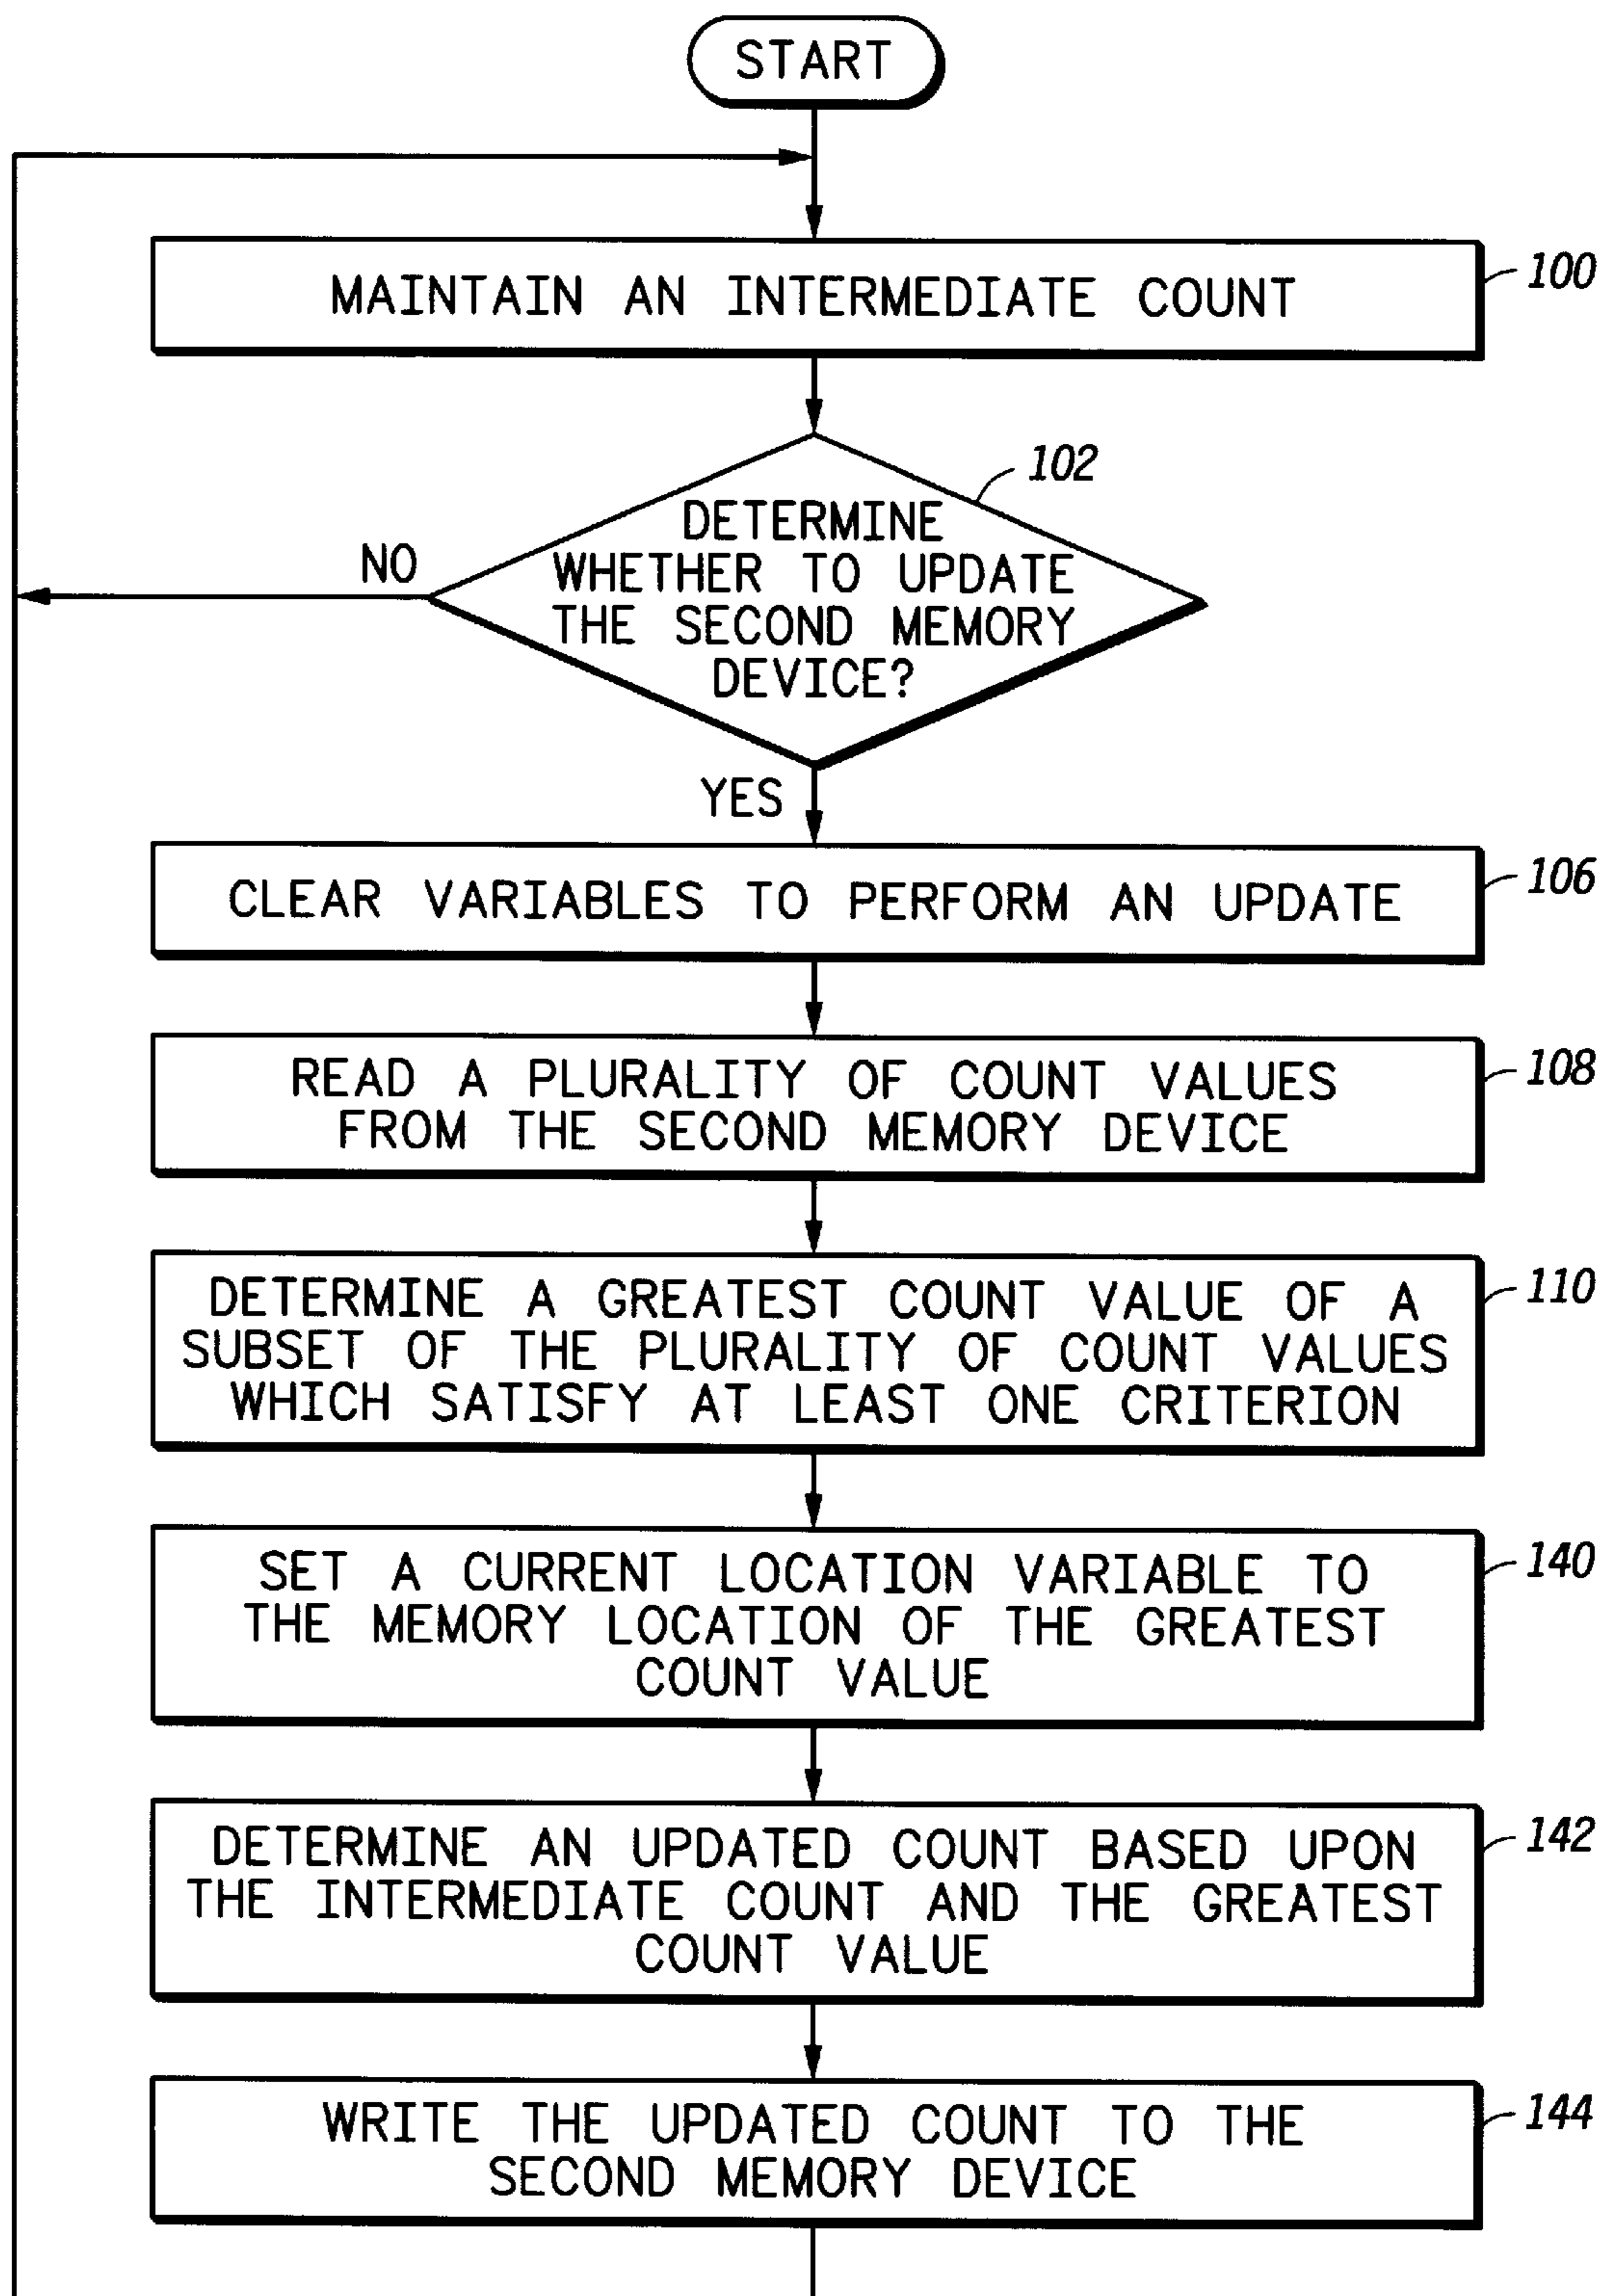 START
MAINTAIN AN INTERMEDIATE COUNT
100
102
DETERMINE
WHETHER TO UPDATE
THE SECOND MEMORY
DEVICE?
NO
YES
CLEAR VARIABLES TO PERFORM AN UPDATE
106
READ A PLURALITY OF COUNT VALUES
FROM THE SECOND MEMORY DEVICE
108
DETERMINE A GREATEST COUNT VALUE OF A
SUBSET OF THE PLURALITY OF COUNT VALUES
WHICH SATISFY AT LEAST ONE CRITERION
110
SET A CURRENT LOCATION VARIABLE TO
THE MEMORY LOCATION OF THE GREATEST
COUNT VALUE
140
DETERMINE AN UPDATED COUNT BASED UPON
THE INTERMEDIATE COUNT AND THE GREATEST
COUNT VALUE
142
WRITE THE UPDATED COUNT TO THE
SECOND MEMORY DEVICE
144